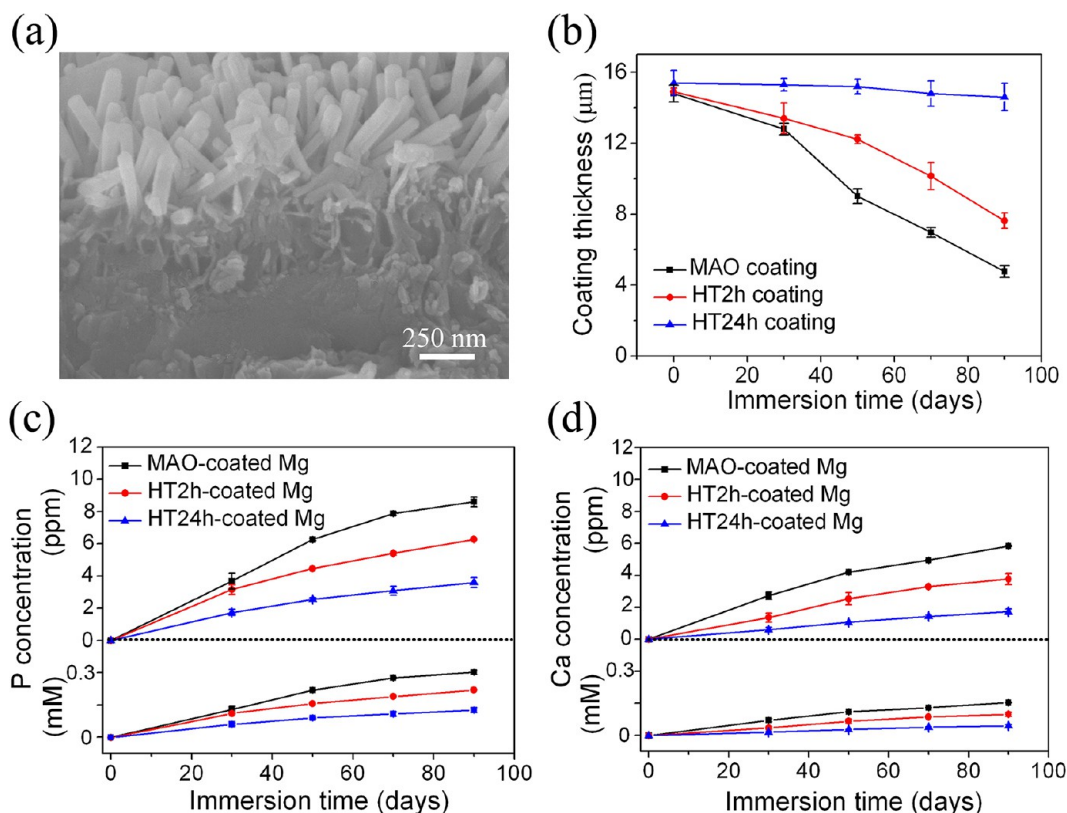 (a)
250 nm
(b)
Coating thickness (μm)
16
12
8
4
0
MAO coating
HT2h coating
HT24h coating
0 20 40 60 80 100
Immersion time (days)
(c)
P concentration
(mM) (ppm)
12
10
8
6
4
2
0
0.3
0
MAO-coated Mg
HT2h-coated Mg
HT24h-coated Mg
0 20 40 60 80 100
Immersion time (days)
(d)
Ca concentration
(mM) (ppm)
12
10
8
6
4
2
0
0.3
0
MAO-coated Mg
HT2h-coated Mg
HT24h-coated Mg
0 20 40 60 80 100
Immersion time (days)